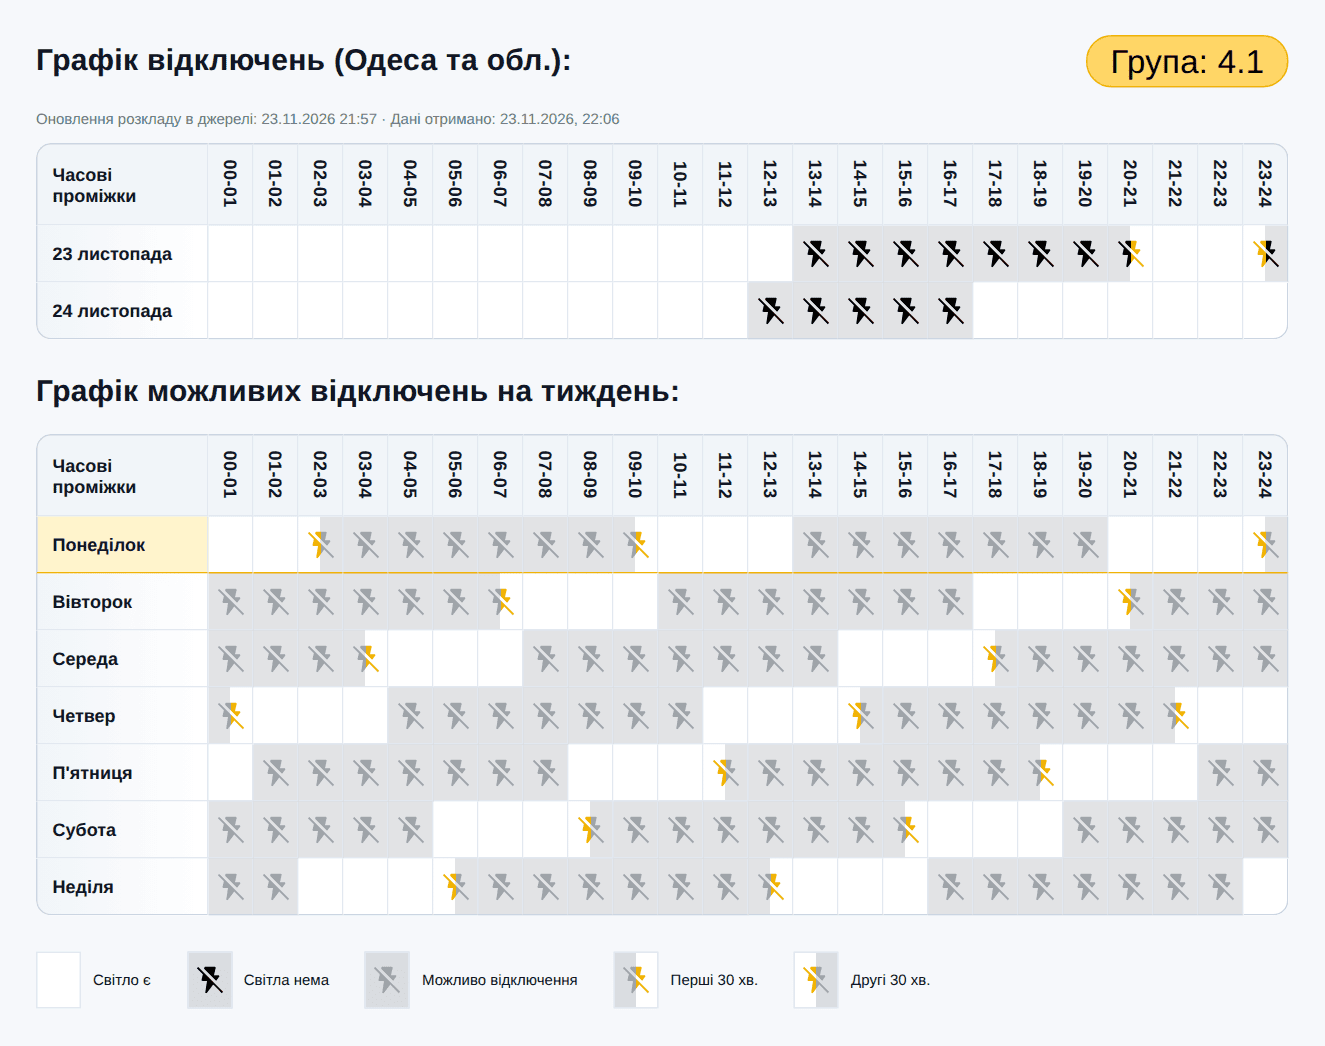 Графік відключень (Одеса та обл.):
Група: 4.1
Оновлення розкладу в джерелі: 23.11.2026 21:57 · Дані отримано: 23.11.2026, 22:06
Часові
проміжки
00-01 01-02 02-03 03-04 04-05 05-06 06-07 07-08 08-09 09-10 10-11 11-12 12-13 13-14 14-15 15-16 16-17 17-18 18-19 19-20 20-21 21-22 22-23 23-24
23 листопада
24 листопада
Графік можливих відключень на тиждень:
Часові
проміжки
00-01 01-02 02-03 03-04 04-05 05-06 06-07 07-08 08-09 09-10 10-11 11-12 12-13 13-14 14-15 15-16 16-17 17-18 18-19 19-20 20-21 21-22 22-23 23-24
Понеділок
Вівторок
Середа
Четвер
П'ятниця
Субота
Неділя
Світло є
Світла нема
Можливо відключення
Перші 30 хв.
Другі 30 хв.